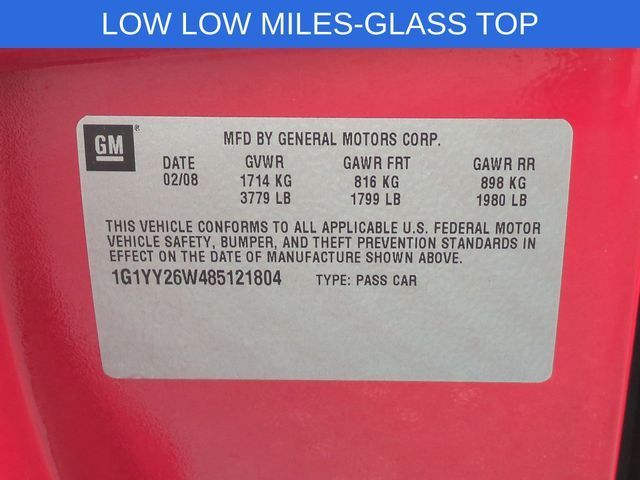 LOW LOW MILES-GLASS TOP
GM®
MFD BY GENERAL MOTORS CORP.
DATE GVWR GAWR FRT GAWR RR
02/08 1714 KG 816 KG 898 KG
3779 LB 1799 LB 1980 LB
THIS VEHICLE CONFORMS TO ALL APPLICABLE U.S. FEDERAL MOTOR
VEHICLE SAFETY, BUMPER, AND THEFT PREVENTION STANDARDS IN
EFFECT ON THE DATE OF MANUFACTURE SHOWN ABOVE.
1G1YY26W485121804 TYPE: PASS CAR